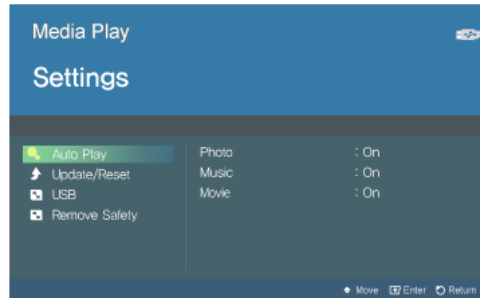 Media Play
Settings
Auto Play
Update/Reset
USB
Remove Safety
Photo : On
Music : On
Movie : On
Move Enter Return